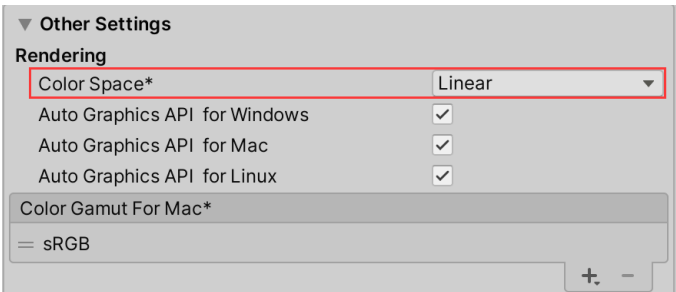 Other Settings
Rendering
Color Space* Linear
Auto Graphics API for Windows
Auto Graphics API for Mac
Auto Graphics API for Linux
Color Gamut For Mac*
sRGB